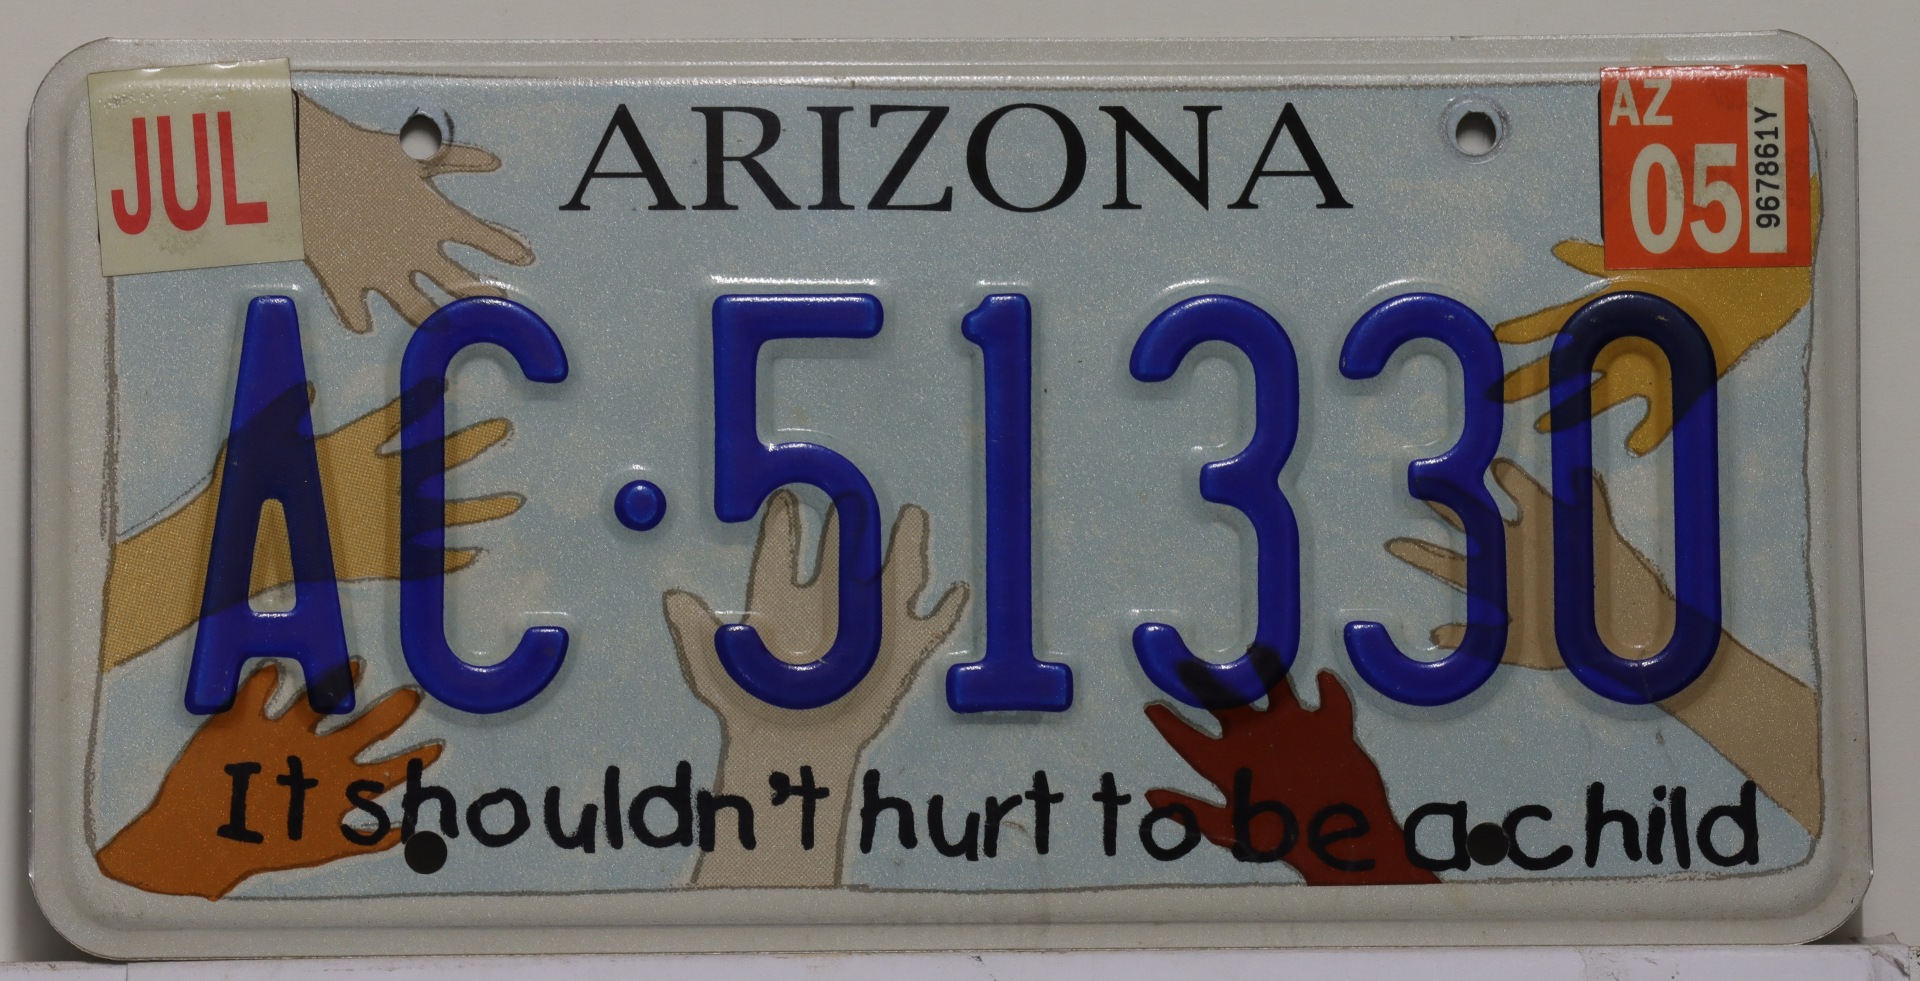 JUL
ARIZONA
AZ
05
967861Y
AC·51330
It shouldn't hurt to be a child